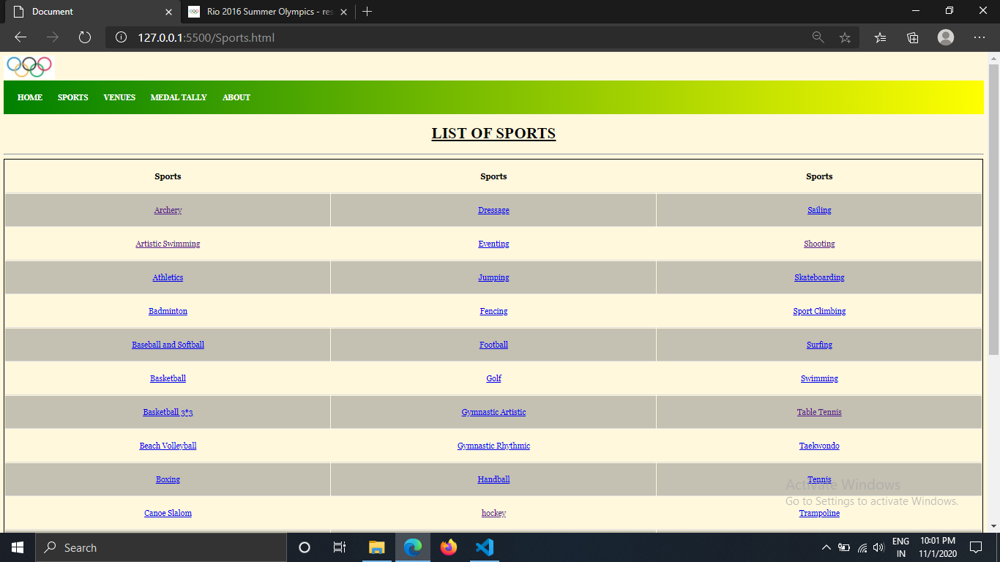 Document
Rio 2016 Summer Olympics - res
127.0.0.1:5500/Sports.html
HOME SPORTS VENUES MEDAL TALLY ABOUT
LIST OF SPORTS
Sports Sports Sports
Archery Dressage Sailing
Artistic Swimming Eventing Shooting
Athletics Jumping Skateboarding
Badminton Fencing Sport Climbing
Baseball and Softball Football Surfing
Basketball Golf Swimming
Basketball 3*3 Gymnastic Artistic Table Tennis
Beach Volleyball Gymnastic Rhythmic Taekwondo
Boxing Handball Tennis
Canoe Slalom hockey Trampoline
Activate Windows
Go to Settings to activate Windows.
Search
ENG
IN
10:01 PM
11/1/2020